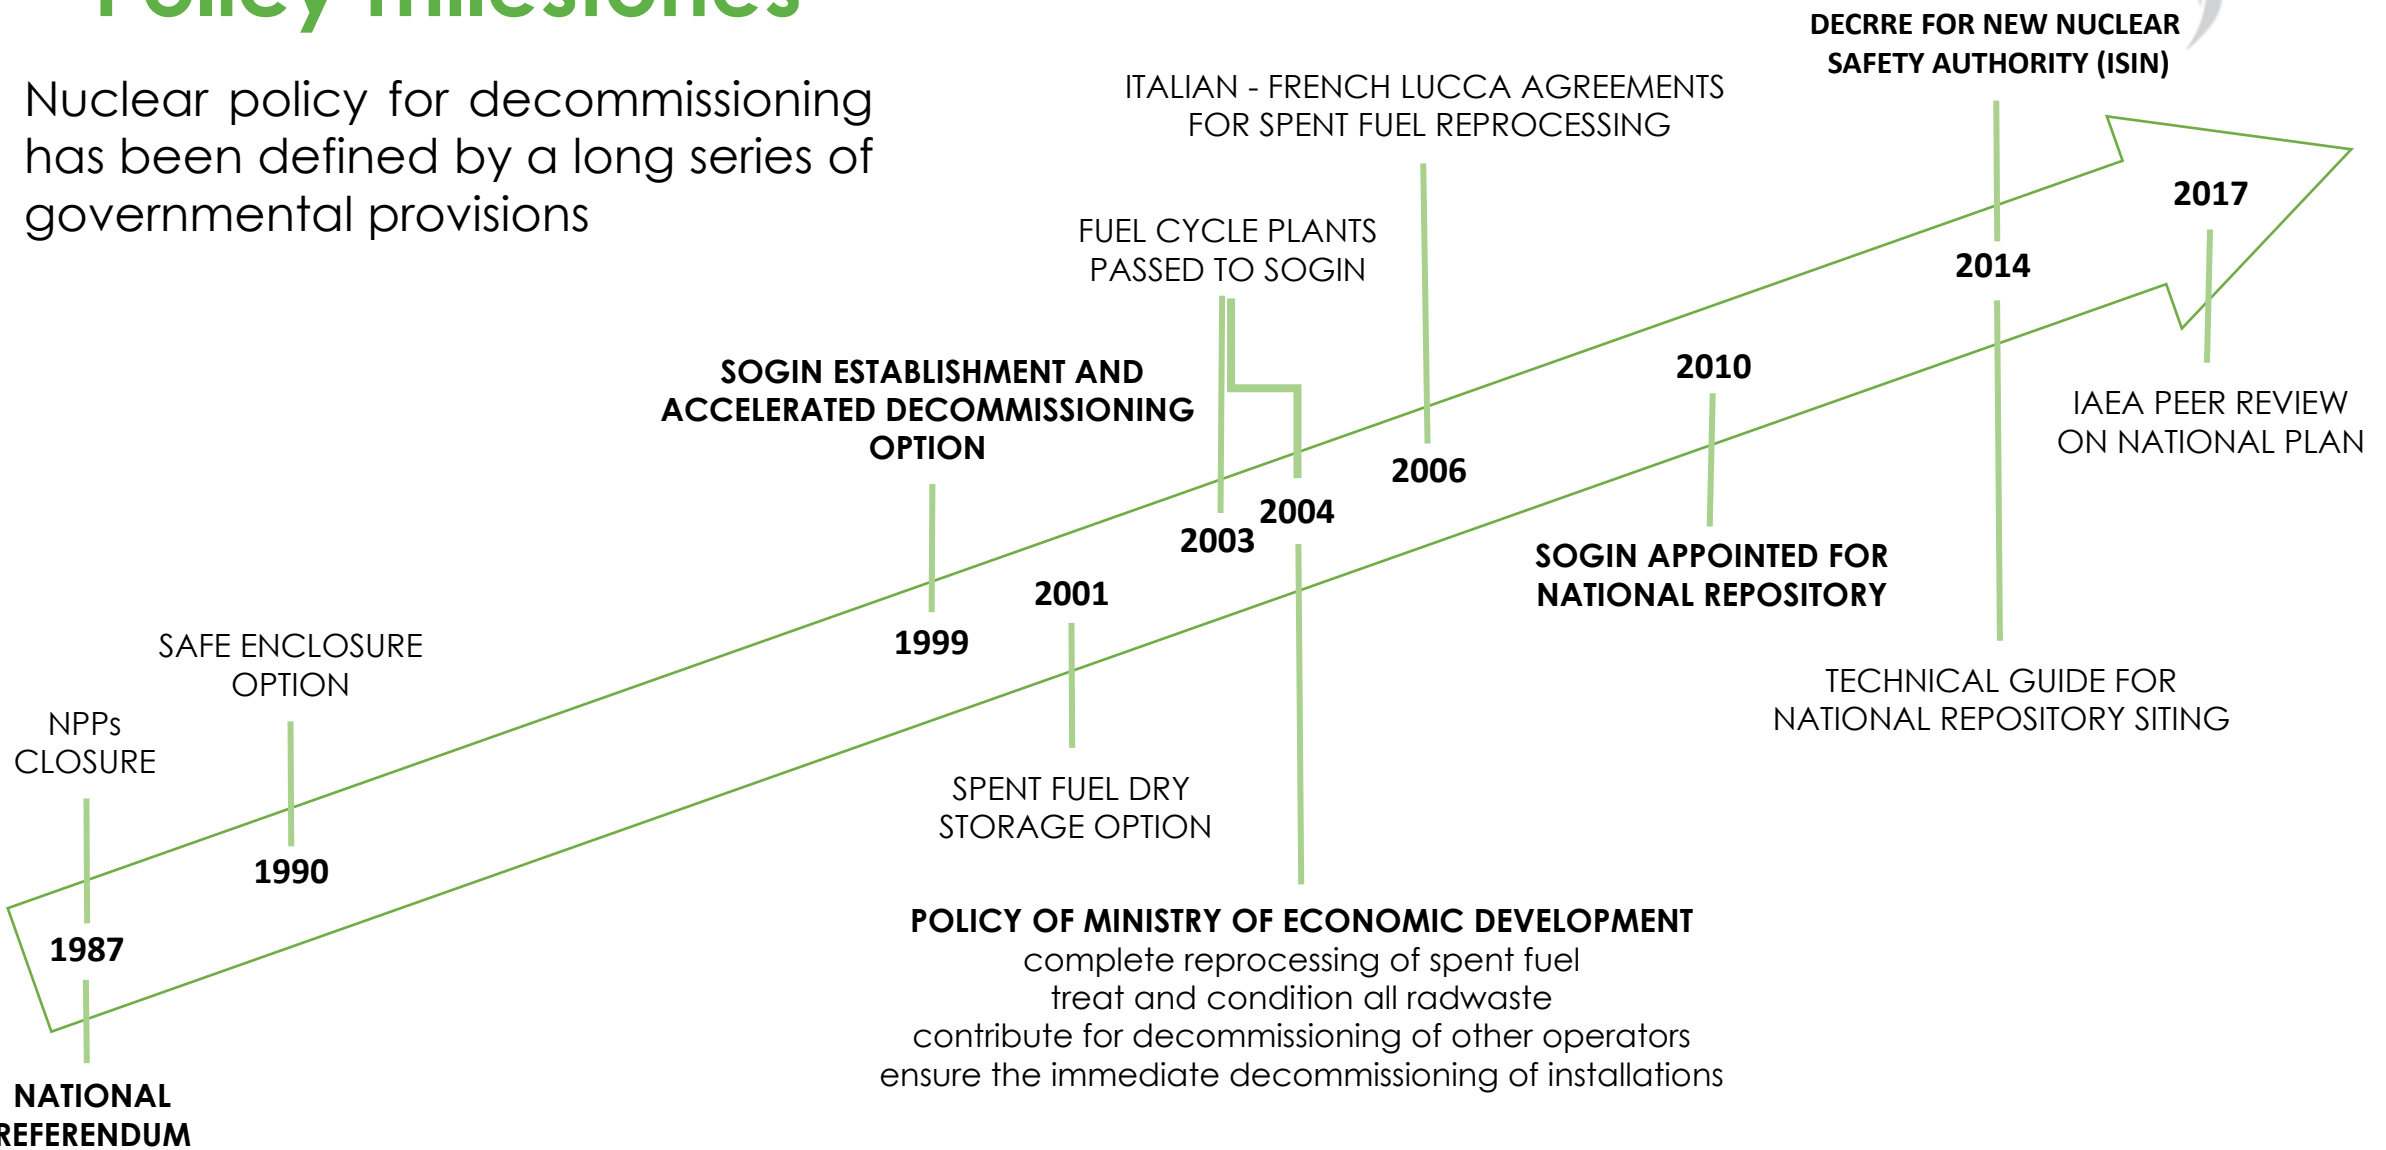 Policy milestones
Nuclear policy for decommissioning
has been defined by a long series of
governmental provisions
DECRRE FOR NEW NUCLEAR
SAFETY AUTHORITY (ISIN)
ITALIAN - FRENCH LUCCA AGREEMENTS
FOR SPENT FUEL REPROCESSING
FUEL CYCLE PLANTS
PASSED TO SOGIN
SOGIN ESTABLISHMENT AND
ACCELERATED DECOMMISSIONING
OPTION
SAFE ENCLOSURE
OPTION
NPPs
CLOSURE
1987
1990
1999
2001
2003
2004
2006
2010
2014
2017
NATIONAL
REFERENDUM
SPENT FUEL DRY
STORAGE OPTION
POLICY OF MINISTRY OF ECONOMIC DEVELOPMENT
complete reprocessing of spent fuel
treat and condition all radwaste
contribute for decommissioning of other operators
ensure the immediate decommissioning of installations
SOGIN APPOINTED FOR
NATIONAL REPOSITORY
TECHNICAL GUIDE FOR
NATIONAL REPOSITORY SITING
IAEA PEER REVIEW
ON NATIONAL PLAN